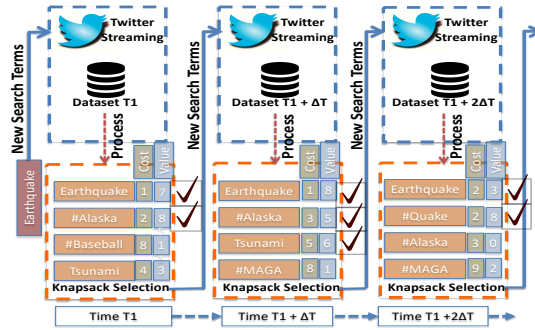 Twitter
Streaming
Dataset T1
New Search Terms
Process
Cost
Value
Earthquake
Earthquake 1 7
#Alaska 2 8
#Baseball 8 1
Tsunami 4 3
Knapsack Selection
Time T1
Twitter
Streaming
Dataset T1 + ΔT
New Search Terms
Process
Cost
Value
Earthquake 1 8
#Alaska 3 5
Tsunami 5 6
#MAGA 8 1
Knapsack Selection
Time T1 + ΔT
Twitter
Streaming
Dataset T1 + 2ΔT
New Search Terms
Process
Cost
Value
Earthquake 2 3
#Quake 2 8
#Alaska 3 0
#MAGA 9 2
Knapsack Selection
Time T1 +2ΔT